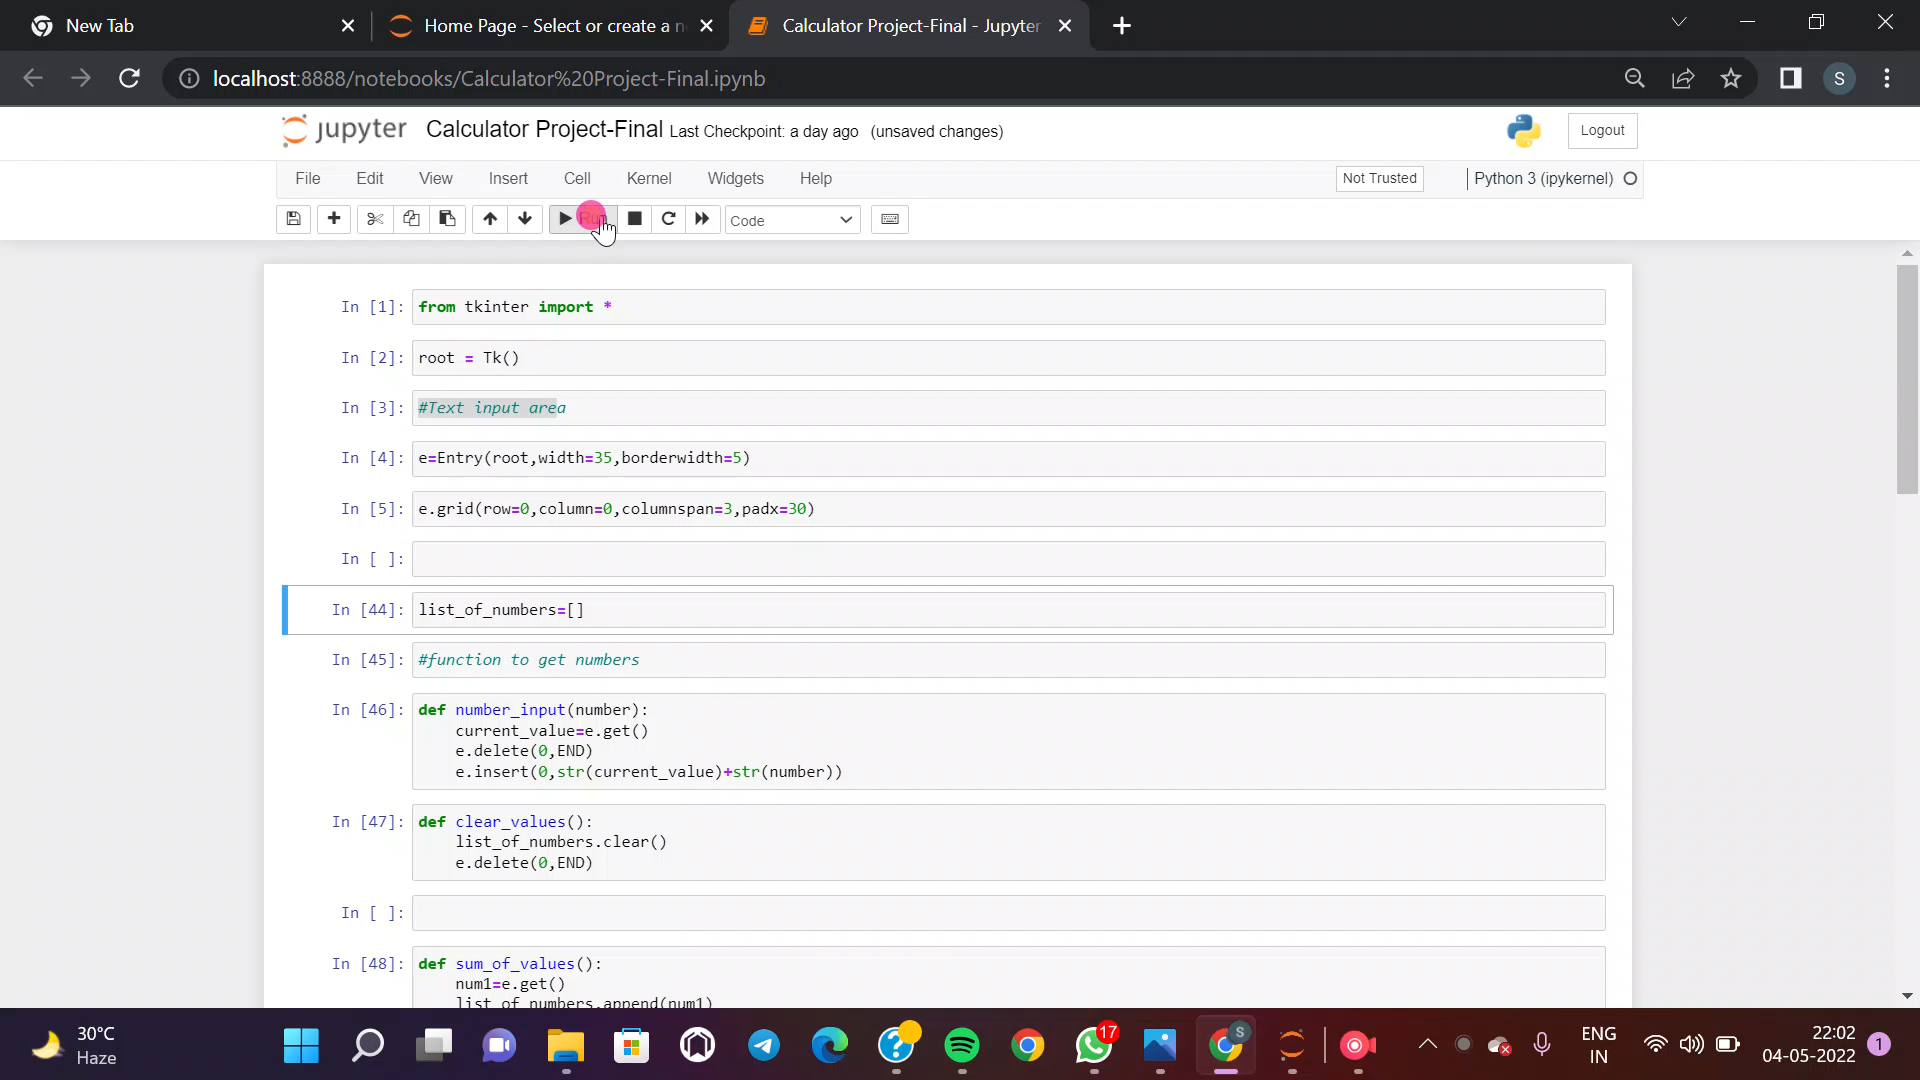 New Tab
Home Page - Select or create a n
Calculator Project-Final - Jupyter
localhost:8888/notebooks/Calculator%20Project-Final.ipynb
S
jupyter
Calculator Project-Final Last Checkpoint: a day ago (unsaved changes)
Logout
File Edit View Insert Cell Kernel Widgets Help
Not Trusted
Python 3 (ipykernel)
Run
Code
In [1]: from tkinter import *
In [2]: root = Tk()
In [3]: #Text input area
In [4]: e=Entry(root,width=35,borderwidth=5)
In [5]: e.grid(row=0,column=0,columnspan=3,padx=30)
In [ ]:
In [44]: list_of_numbers=[]
In [45]: #function to get numbers
In [46]: def number_input(number):
current_value=e.get()
e.delete(0,END)
e.insert(0,str(current_value)+str(number))
In [47]: def clear_values():
list_of_numbers.clear()
e.delete(0,END)
In [ ]:
In [48]: def sum_of_values():
num1=e.get()
list_of_numbers.append(num1)
30°C
Haze
17
S
ENG
IN
22:02
04-05-2022
1